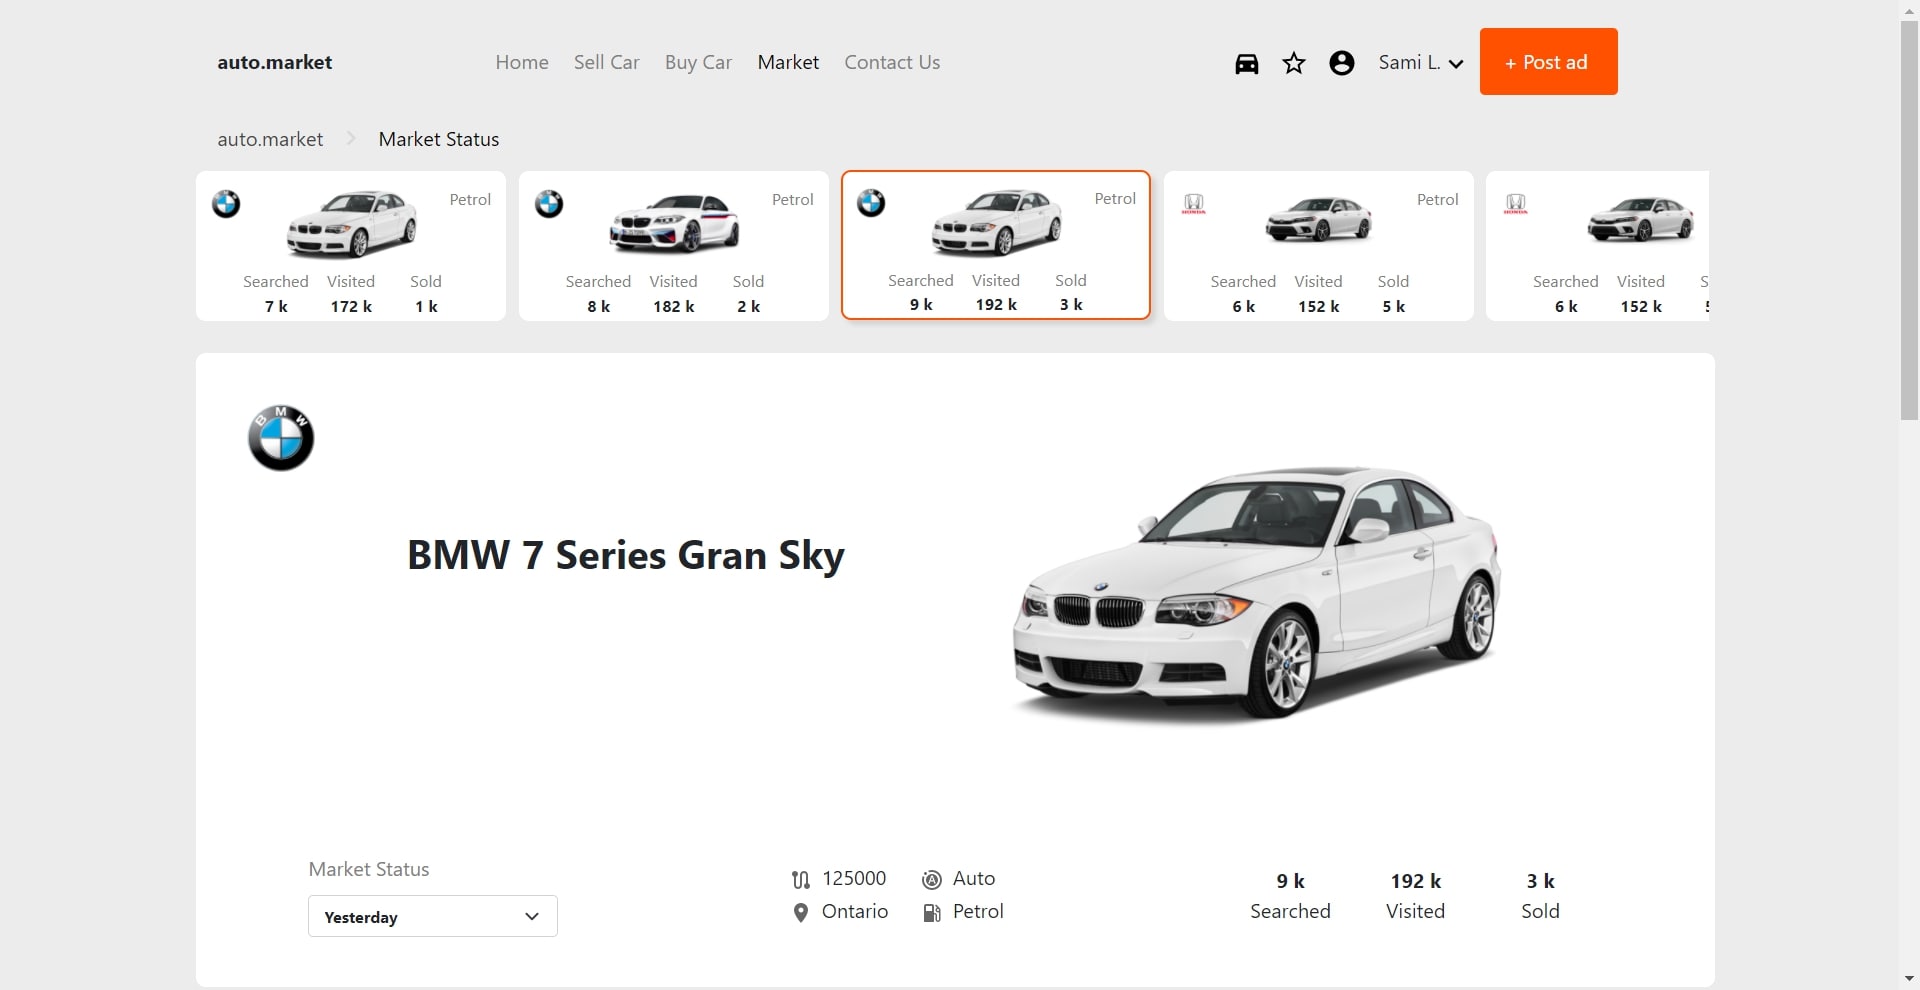 auto.market
Home Sell Car Buy Car Market Contact Us
Sami L.
+ Post ad
auto.market Market Status
Petrol
Searched Visited Sold
7 k 172 k 1 k
Petrol
Searched Visited Sold
8 k 182 k 2 k
Petrol
Searched Visited Sold
9 k 192 k 3 k
HONDA
Petrol
Searched Visited Sold
6 k 152 k 5 k
HONDA
Searched Visited S
6 k 152 k
BMW
BMW 7 Series Gran Sky
Market Status
Yesterday
125000 Auto
Ontario Petrol
9 k 192 k 3 k
Searched Visited Sold